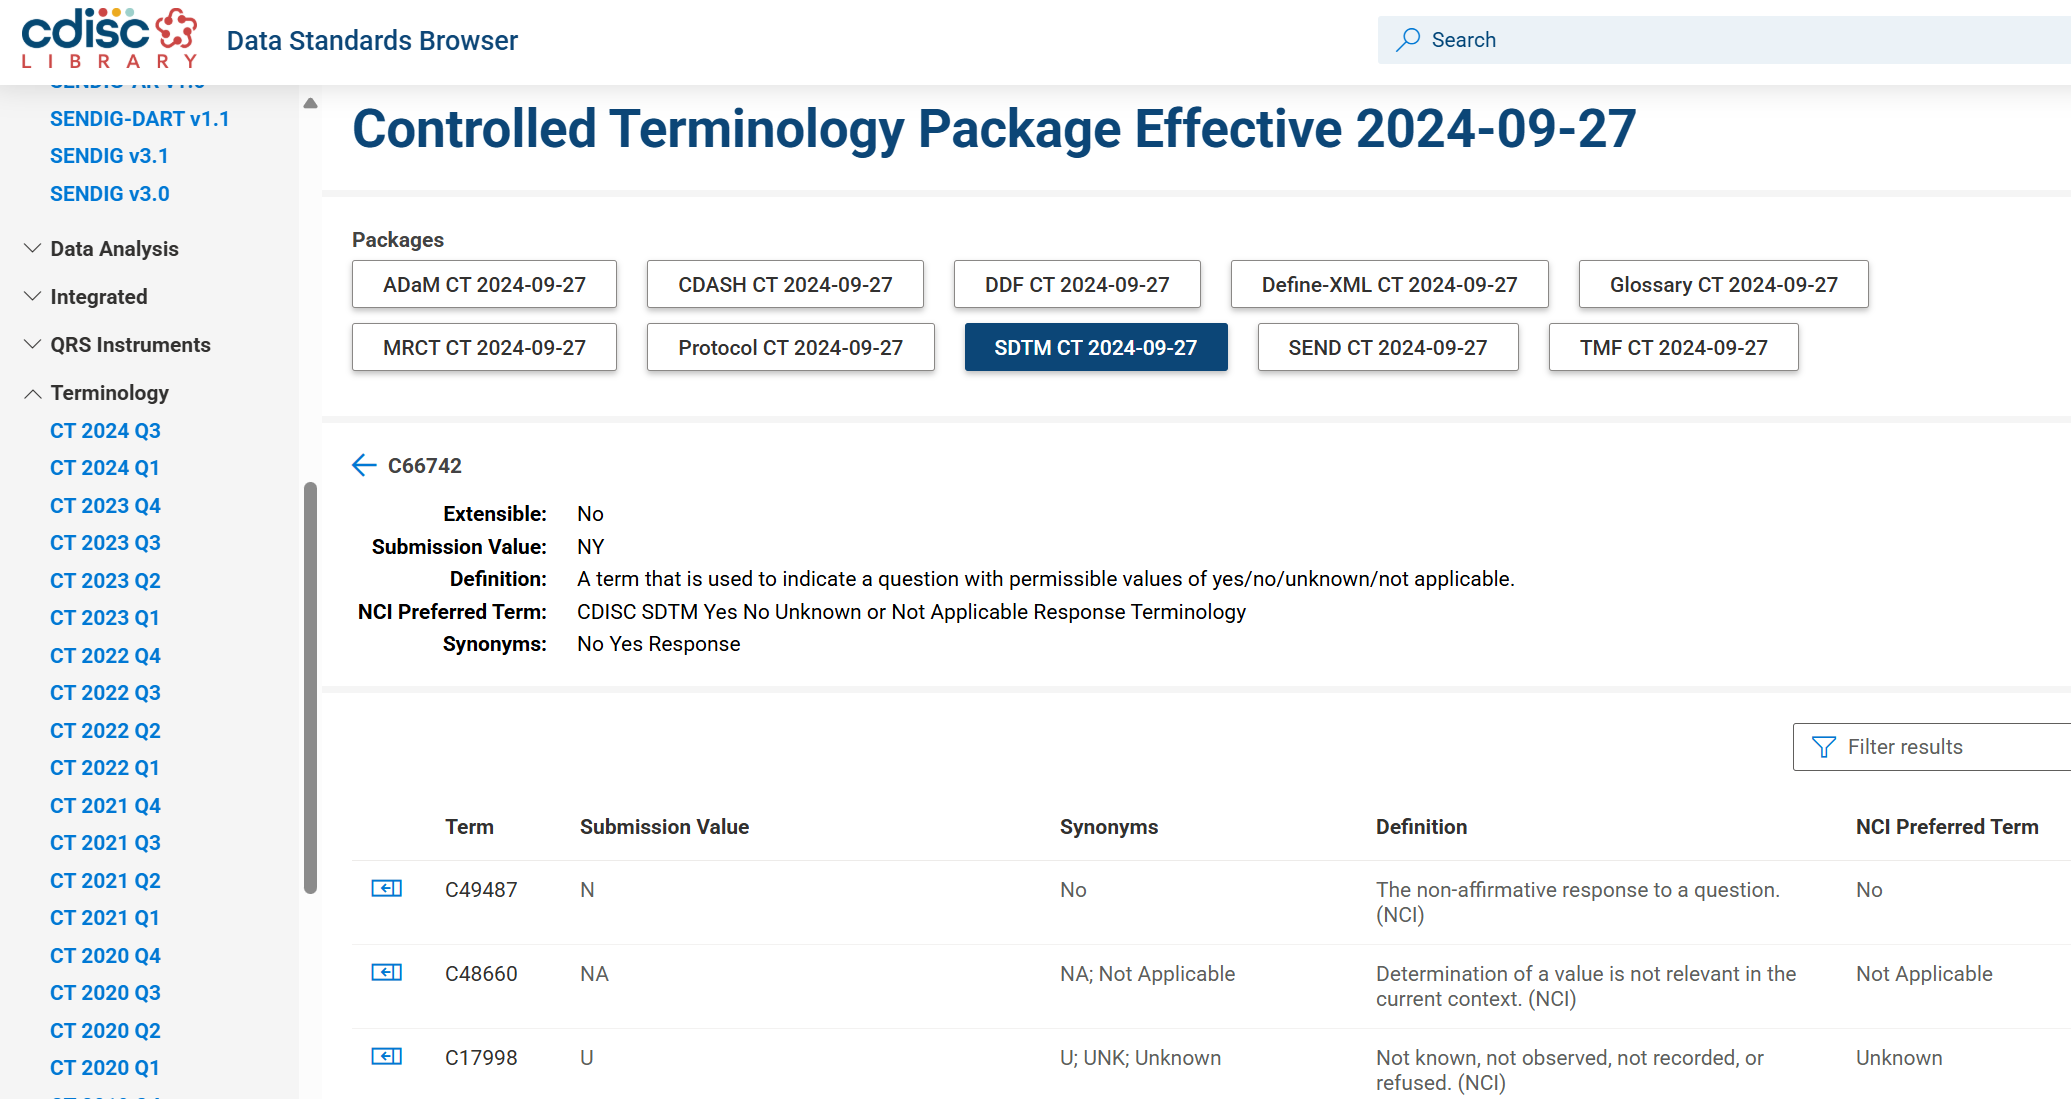 cdisc
LIBRARY
Data Standards Browser
Search
SENDIG-DART v1.1
SENDIG v3.1
SENDIG v3.0
Data Analysis
Integrated
QRS Instruments
Terminology
CT 2024 Q3
CT 2024 Q1
CT 2023 Q4
CT 2023 Q3
CT 2023 Q2
CT 2023 Q1
CT 2022 Q4
CT 2022 Q3
CT 2022 Q2
CT 2022 Q1
CT 2021 Q4
CT 2021 Q3
CT 2021 Q2
CT 2021 Q1
CT 2020 Q4
CT 2020 Q3
CT 2020 Q2
CT 2020 Q1
Controlled Terminology Package Effective 2024-09-27
Packages
ADaM CT 2024-09-27 CDASH CT 2024-09-27 DDF CT 2024-09-27 Define-XML CT 2024-09-27 Glossary CT 2024-09-27
MRCT CT 2024-09-27 Protocol CT 2024-09-27 SDTM CT 2024-09-27 SEND CT 2024-09-27 TMF CT 2024-09-27
C66742
Extensible: No
Submission Value: NY
Definition: A term that is used to indicate a question with permissible values of yes/no/unknown/not applicable.
NCI Preferred Term: CDISC SDTM Yes No Unknown or Not Applicable Response Terminology
Synonyms: No Yes Response
Filter results
Term Submission Value Synonyms Definition NCI Preferred Term
C49487 N No The non-affirmative response to a question. No
(NCI)
C48660 NA NA; Not Applicable Determination of a value is not relevant in the Not Applicable
current context. (NCI)
C17998 U U; UNK; Unknown Not known, not observed, not recorded, or Unknown
refused. (NCI)